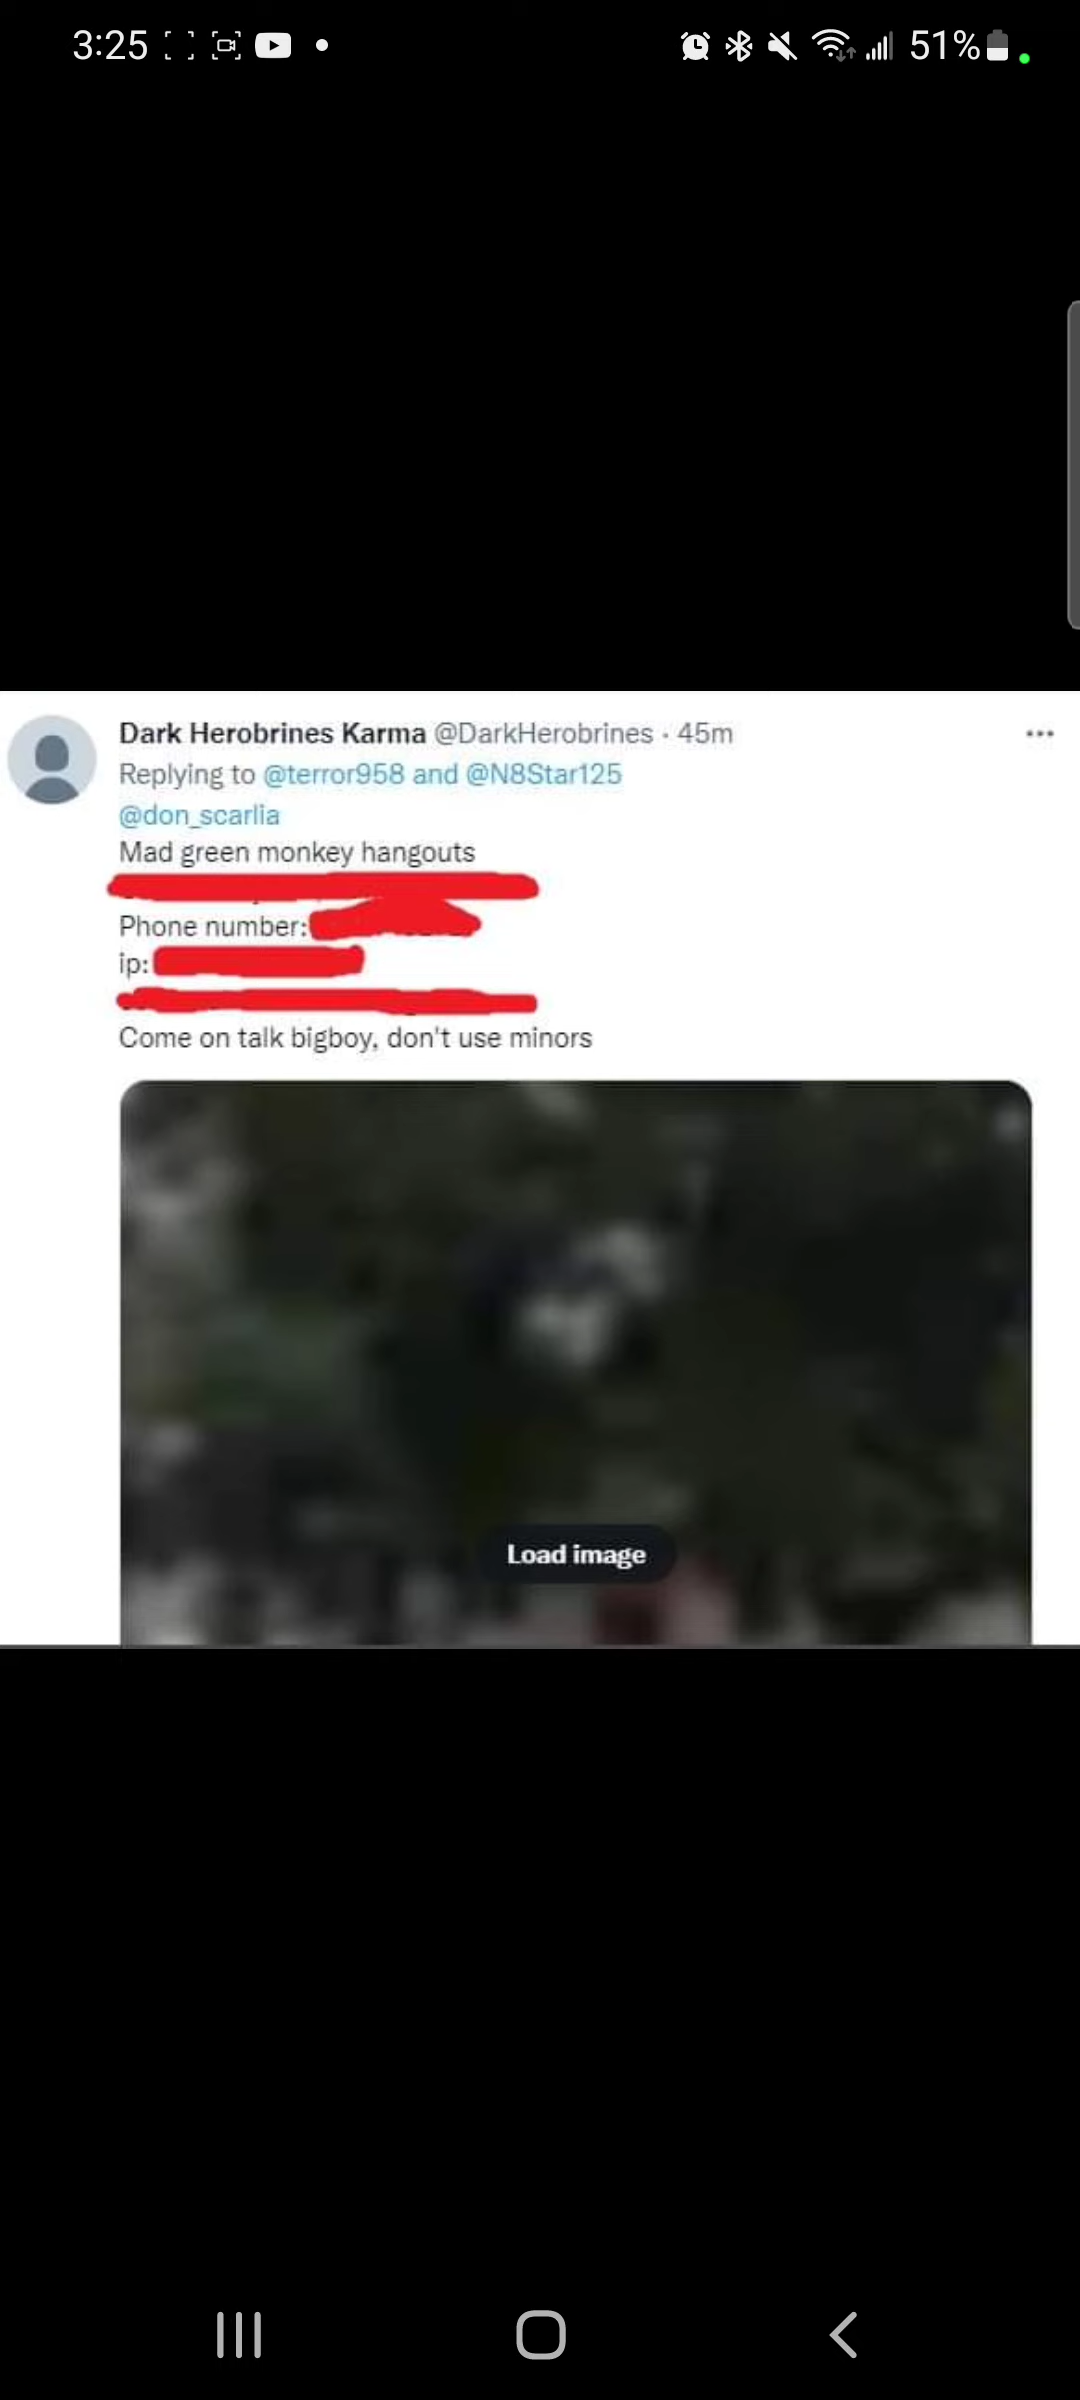 3:25
51%
Dark Herobrines Karma @DarkHerobrines · 45m
Replying to @terror958 and @N8Star125
@don_scarlia
Mad green monkey hangouts
Phone number:
ip:
Come on talk bigboy, don't use minors
Load image